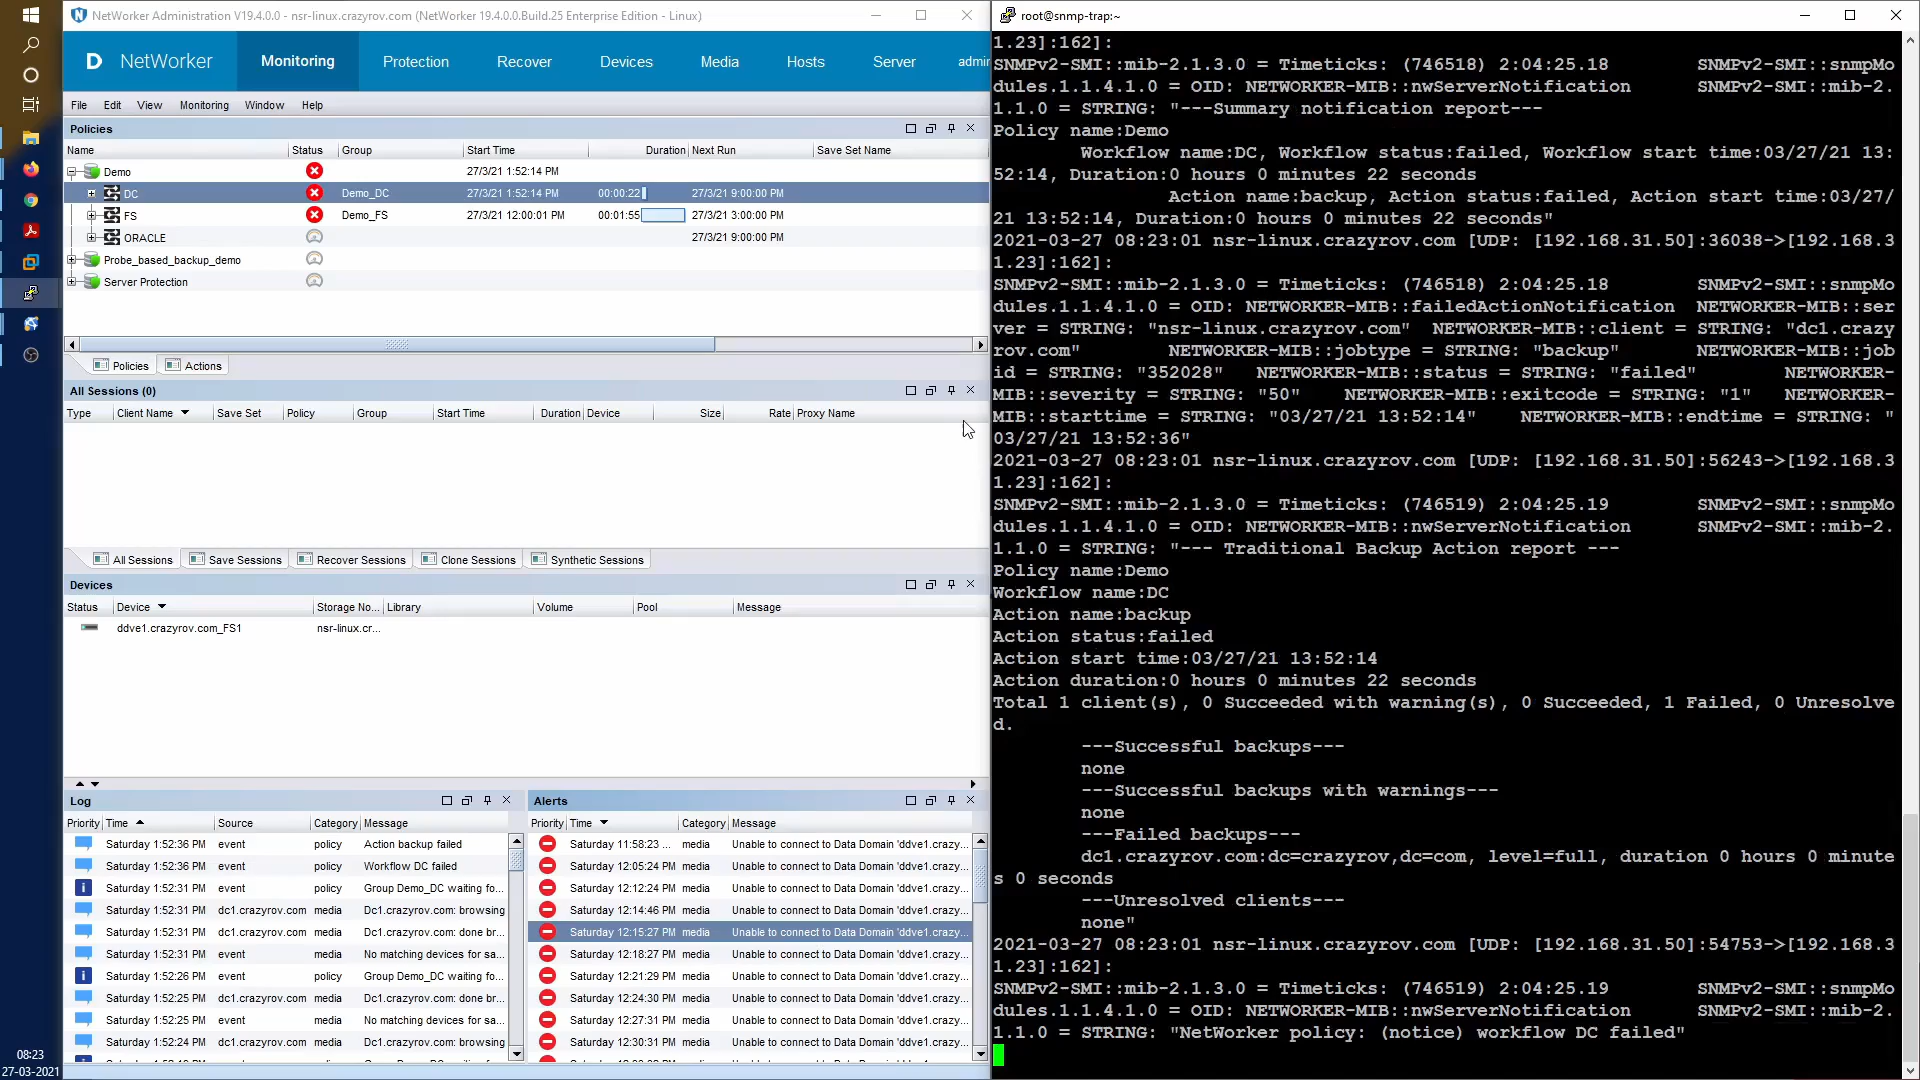 NetWorker Administration V19.4.0.0 - nsr-linux.crazyrov.com (NetWorker 19.4.0.0.Build.25 Enterprise Edition - Linux)
D NetWorker Monitoring Protection Recover Devices Media Hosts Server admin
File Edit View Monitoring Window Help
Policies
Name Status Group Start Time Duration Next Run Save Set Name
Demo 27/3/21 1:52:14 PM
DC Demo_DC 27/3/21 1:52:14 PM 00:00:22 27/3/21 9:00:00 PM
FS Demo_FS 27/3/21 12:00:01 PM 00:01:55 27/3/21 3:00:00 PM
ORACLE 27/3/21 9:00:00 PM
Probe_based_backup_demo
Server Protection
Policies Actions
All Sessions (0)
Type Client Name Save Set Policy Group Start Time Duration Device Size Rate Proxy Name
All Sessions Save Sessions Recover Sessions Clone Sessions Synthetic Sessions
Devices
Status Device Storage No... Library Volume Pool Message
ddve1.crazyrov.com_FS1 nsr-linux.cr...
Log
Priority Time Source Category Message
Saturday 1:52:36 PM event policy Action backup failed
Saturday 1:52:36 PM event policy Workflow DC failed
Saturday 1:52:31 PM event policy Group Demo_DC waiting fo...
Saturday 1:52:31 PM dc1.crazyrov.com media Dc1.crazyrov.com: browsing
Saturday 1:52:31 PM dc1.crazyrov.com media Dc1.crazyrov.com: done br...
Saturday 1:52:31 PM event media No matching devices for sa...
Saturday 1:52:26 PM event policy Group Demo_DC waiting fo...
Saturday 1:52:25 PM dc1.crazyrov.com media Dc1.crazyrov.com: done br...
Saturday 1:52:25 PM event media No matching devices for sa...
Saturday 1:52:24 PM dc1.crazyrov.com media Dc1.crazyrov.com: browsing
Alerts
Priority Time Category Message
Saturday 11:58:23 ... media Unable to connect to Data Domain 'ddve1.crazy...
Saturday 12:05:24 PM media Unable to connect to Data Domain 'ddve1.crazy...
Saturday 12:12:24 PM media Unable to connect to Data Domain 'ddve1.crazy...
Saturday 12:14:46 PM media Unable to connect to Data Domain 'ddve1.crazy...
Saturday 12:15:27 PM media Unable to connect to Data Domain 'ddve1.crazy...
Saturday 12:18:27 PM media Unable to connect to Data Domain 'ddve1.crazy...
Saturday 12:21:29 PM media Unable to connect to Data Domain 'ddve1.crazy...
Saturday 12:24:30 PM media Unable to connect to Data Domain 'ddve1.crazy...
Saturday 12:27:31 PM media Unable to connect to Data Domain 'ddve1.crazy...
Saturday 12:30:31 PM media Unable to connect to Data Domain 'ddve1.crazy...
08:23
27-03-2021
root@snmp-trap:~
1.23]:162]:
SNMPv2-SMI::mib-2.1.3.0 = Timeticks: (746518) 2:04:25.18 SNMPv2-SMI::snmpMo
dules.1.1.4.1.0 = OID: NETWORKER-MIB::nwServerNotification SNMPv2-SMI::mib-2.
1.1.0 = STRING: "---Summary notification report---
Policy name:Demo
Workflow name:DC, Workflow status:failed, Workflow start time:03/27/21 13:
52:14, Duration:0 hours 0 minutes 22 seconds
Action name:backup, Action status:failed, Action start time:03/27/
21 13:52:14, Duration:0 hours 0 minutes 22 seconds"
2021-03-27 08:23:01 nsr-linux.crazyrov.com [UDP: [192.168.31.50]:36038->[192.168.3
1.23]:162]:
SNMPv2-SMI::mib-2.1.3.0 = Timeticks: (746518) 2:04:25.18 SNMPv2-SMI::snmpMo
dules.1.1.4.1.0 = OID: NETWORKER-MIB::failedActionNotification NETWORKER-MIB::ser
ver = STRING: "nsr-linux.crazyrov.com" NETWORKER-MIB::client = STRING: "dc1.crazy
rov.com" NETWORKER-MIB::jobtype = STRING: "backup" NETWORKER-MIB::job
id = STRING: "352028" NETWORKER-MIB::status = STRING: "failed" NETWORKER-
MIB::severity = STRING: "50" NETWORKER-MIB::exitcode = STRING: "1" NETWORKER-
MIB::starttime = STRING: "03/27/21 13:52:14" NETWORKER-MIB::endtime = STRING: "
03/27/21 13:52:36"
2021-03-27 08:23:01 nsr-linux.crazyrov.com [UDP: [192.168.31.50]:56243->[192.168.3
1.23]:162]:
SNMPv2-SMI::mib-2.1.3.0 = Timeticks: (746519) 2:04:25.19 SNMPv2-SMI::snmpMo
dules.1.1.4.1.0 = OID: NETWORKER-MIB::nwServerNotification SNMPv2-SMI::mib-2.
1.1.0 = STRING: "--- Traditional Backup Action report ---
Policy name:Demo
Workflow name:DC
Action name:backup
Action status:failed
Action start time:03/27/21 13:52:14
Action duration:0 hours 0 minutes 22 seconds
Total 1 client(s), 0 Succeeded with warning(s), 0 Succeeded, 1 Failed, 0 Unresolve
d.
---Successful backups---
none
---Successful backups with warnings---
none
---Failed backups---
dc1.crazyrov.com:dc=crazyrov,dc=com, level=full, duration 0 hours 0 minute
s 0 seconds
---Unresolved clients---
none"
2021-03-27 08:23:01 nsr-linux.crazyrov.com [UDP: [192.168.31.50]:54753->[192.168.3
1.23]:162]:
SNMPv2-SMI::mib-2.1.3.0 = Timeticks: (746519) 2:04:25.19 SNMPv2-SMI::snmpMo
dules.1.1.4.1.0 = OID: NETWORKER-MIB::nwServerNotification SNMPv2-SMI::mib-2.
1.1.0 = STRING: "NetWorker policy: (notice) workflow DC failed"